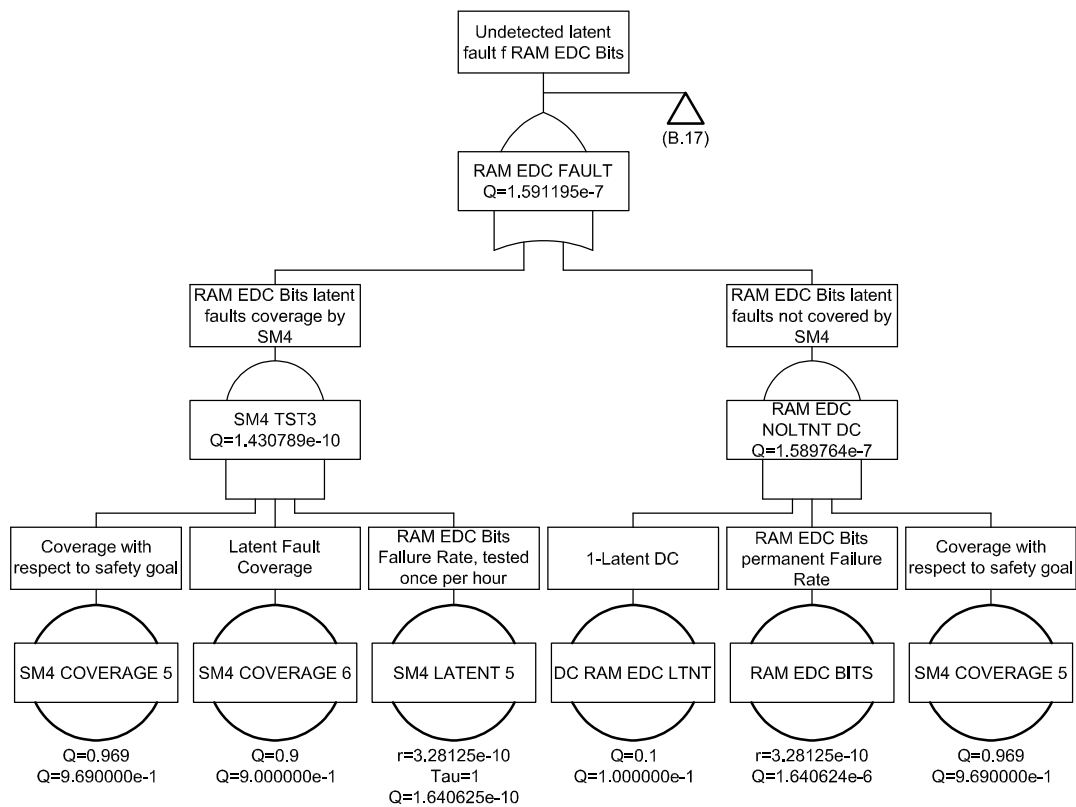 Undetected latent
fault f RAM EDC Bits
(B.17)
RAM EDC FAULT
Q=1.591195e-7
RAM EDC Bits latent
faults coverage by
SM4
RAM EDC Bits latent
faults not covered by
SM4
SM4 TST3
Q=1.430789e-10
RAM EDC
NOLTNT DC
Q=1.589764e-7
Coverage with
respect to safety goal
Latent Fault
Coverage
RAM EDC Bits
Fallure Rate, tested
once per hour
1-Latent DC
RAM EDC Bits
permanent Failure
Rate
Coverage with
respect to safety goal
SM4 COVERAGE 5
SM4 COVERAGE 6
SM4 LATENT 5
DC RAM EDC LTNT
RAM EDC BITS
SM4 COVERAGE 5
Q=0.969
Q=9.690000e-1
Q=0.9
Q=9.000000e-1
r=3.28125e-10
Tau=1
Q=1.640625e-10
Q=0.1
Q=1.000000e-1
r=3.28125e-10
Q=1.640624e-6
Q=0.969
Q=9.690000e-1